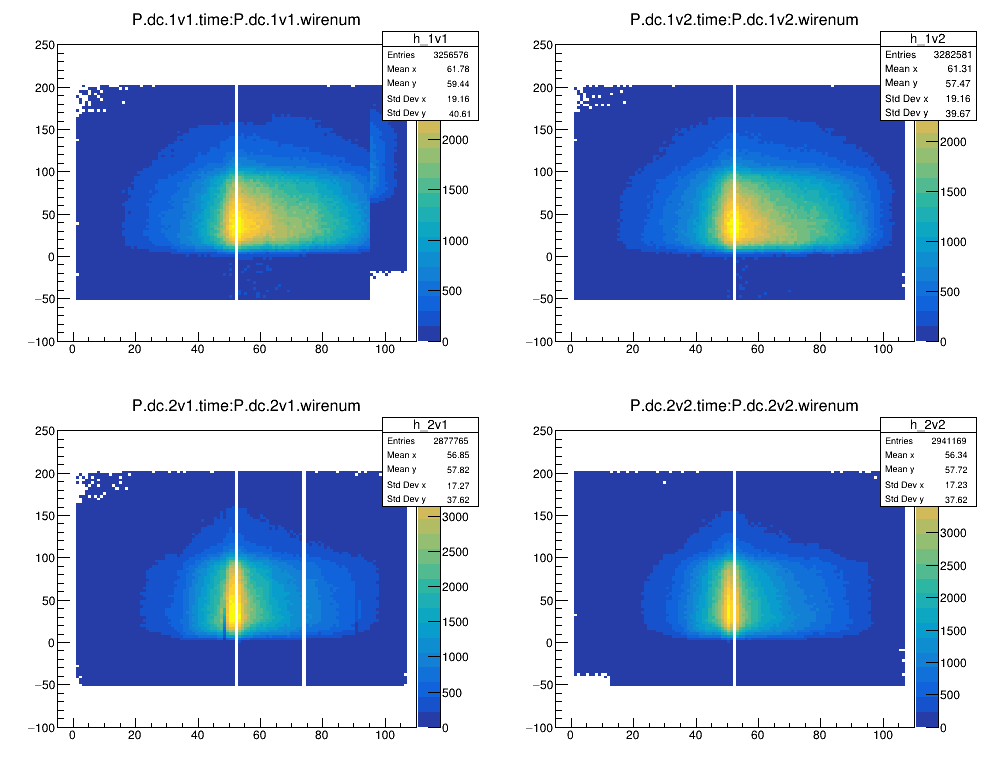 P.dc.1v1.time:P.dc.1v1.wirenum
h_1v1
Entries 3256576
Mean x 61.78
Mean y 59.44
Std Dev x 19.16
Std Dev y 40.61
250
200
150
100
50
0
−50
−100
0 20 40 60 80 100
2000
1500
1000
500
0
P.dc.1v2.time:P.dc.1v2.wirenum
h_1v2
Entries 3282581
Mean x 61.31
Mean y 57.47
Std Dev x 19.16
Std Dev y 39.67
250
200
150
100
50
0
−50
−100
0 20 40 60 80 100
2000
1500
1000
500
0
P.dc.2v1.time:P.dc.2v1.wirenum
h_2v1
Entries 2877765
Mean x 56.85
Mean y 57.82
Std Dev x 17.27
Std Dev y 37.62
250
200
150
100
50
0
−50
−100
0 20 40 60 80 100
3000
2500
2000
1500
1000
500
0
P.dc.2v2.time:P.dc.2v2.wirenum
h_2v2
Entries 2941169
Mean x 56.34
Mean y 57.72
Std Dev x 17.23
Std Dev y 37.62
250
200
150
100
50
0
−50
−100
0 20 40 60 80 100
3000
2500
2000
1500
1000
500
0